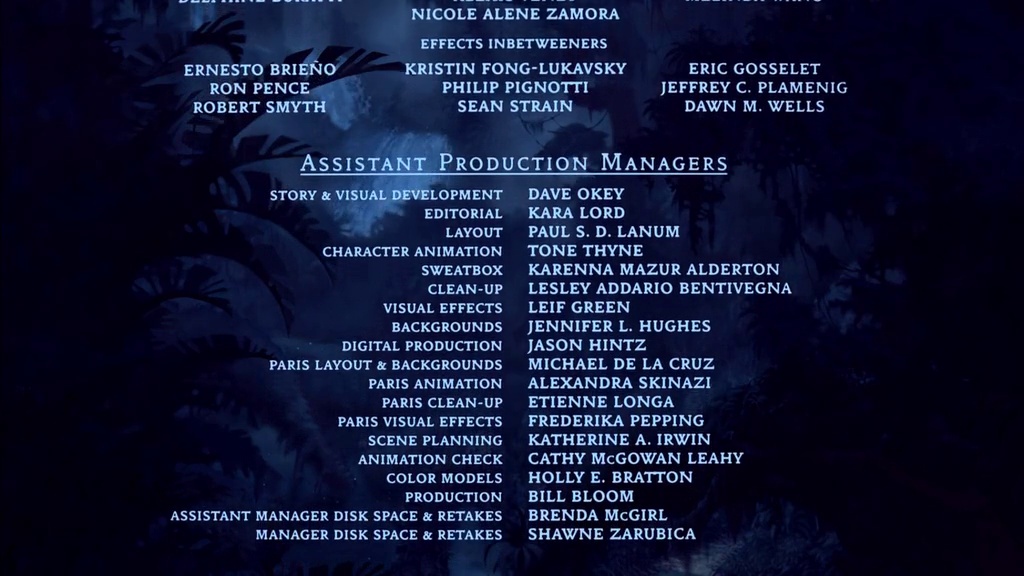 NICOLE ALENE ZAMORA
EFFECTS INBETWEENERS
ERNESTO BRIEÑO KRISTIN FONG-LUKAVSKY ERIC GOSSELET
RON PENCE PHILIP PIGNOTTI JEFFREY C. PLAMENIG
ROBERT SMYTH SEAN STRAIN DAWN M. WELLS
ASSISTANT PRODUCTION MANAGERS
STORY & VISUAL DEVELOPMENT DAVE OKEY
EDITORIAL KARA LORD
LAYOUT PAUL S. D. LANUM
CHARACTER ANIMATION TONE THYNE
SWEATBOX KARENNA MAZUR ALDERTON
CLEAN-UP LESLEY ADDARIO BENTIVEGNA
VISUAL EFFECTS LEIF GREEN
BACKGROUNDS JENNIFER L. HUGHES
DIGITAL PRODUCTION JASON HINTZ
PARIS LAYOUT & BACKGROUNDS MICHAEL DE LA CRUZ
PARIS ANIMATION ALEXANDRA SKINAZI
PARIS CLEAN-UP ETIENNE LONGA
PARIS VISUAL EFFECTS FREDERIKA PEPPING
SCENE PLANNING KATHERINE A. IRWIN
ANIMATION CHECK CATHY McGOWAN LEAHY
COLOR MODELS HOLLY E. BRATTON
PRODUCTION BILL BLOOM
ASSISTANT MANAGER DISK SPACE & RETAKES BRENDA McGIRL
MANAGER DISK SPACE & RETAKES SHAWNE ZARUBICA